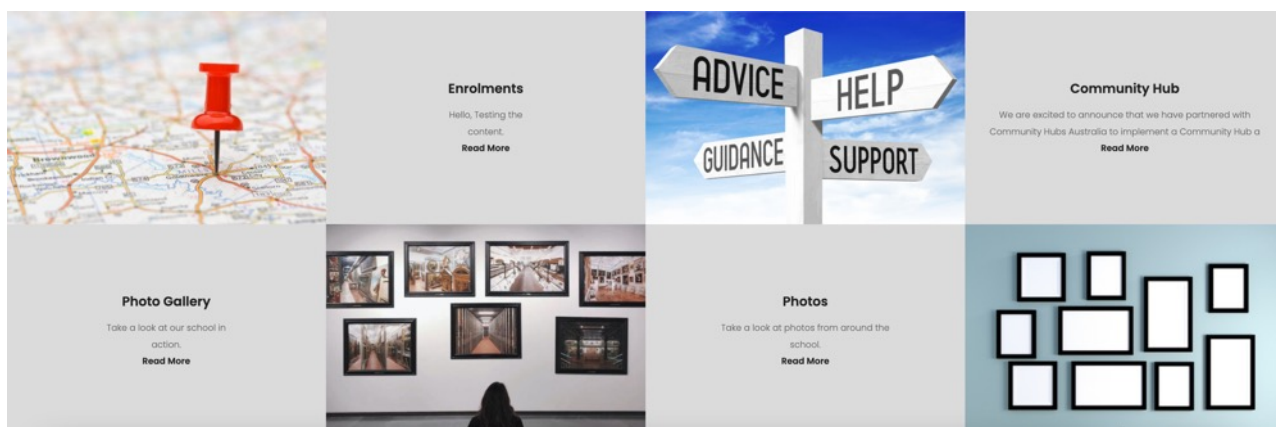 Enrolments
Hello, Testing the
content.
Read More
ADVICE
HELP
GUIDANCE
SUPPORT
Community Hub
We are excited to announce that we have partnered with
Community Hubs Australia to implement a Community Hub a
Read More
Photo Gallery
Take a look at our school in
action.
Read More
Photos
Take a look at photos from around the
school.
Read More